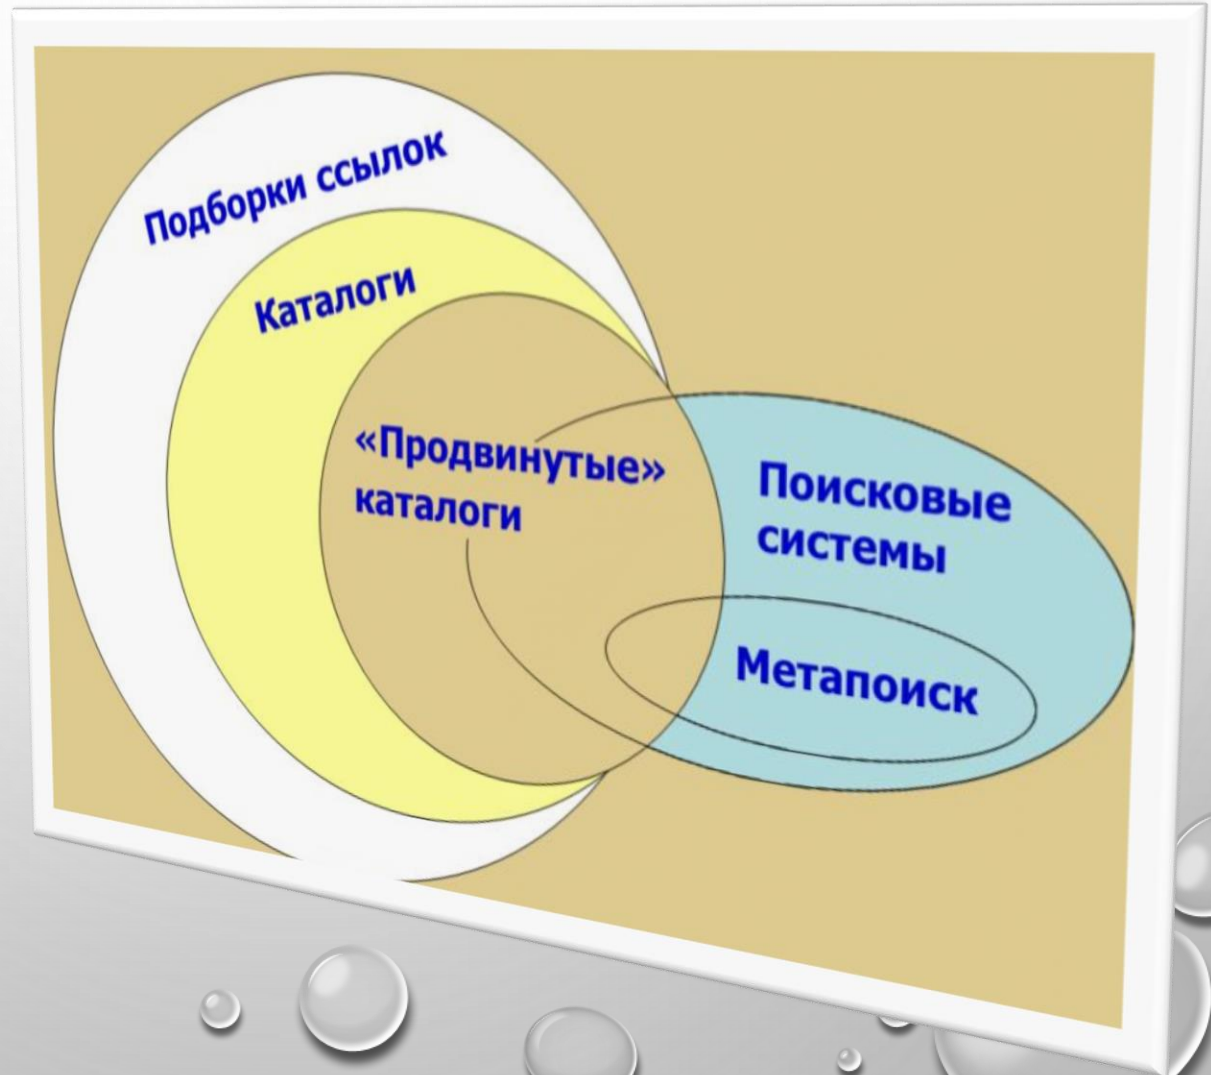 Подборки ссылок
Каталоги
«Продвинутые»
каталоги
Поисковые
системы
Метапоиск